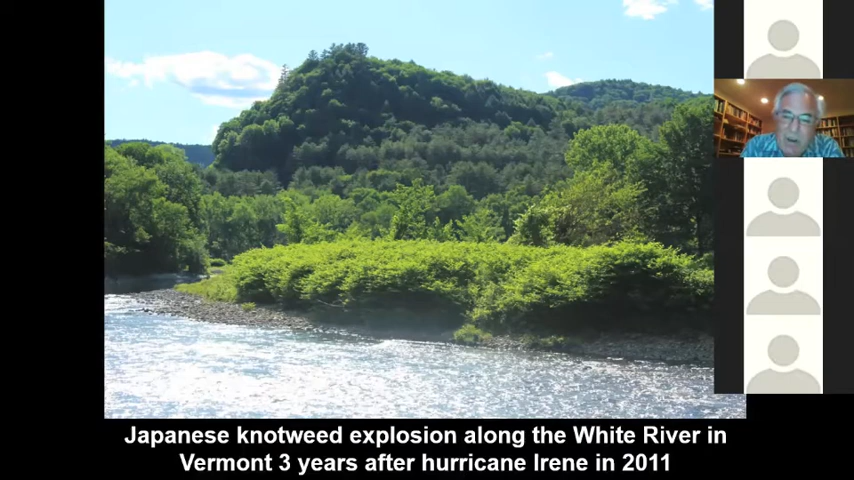 Japanese knotweed explosion along the White River in
Vermont 3 years after hurricane Irene in 2011